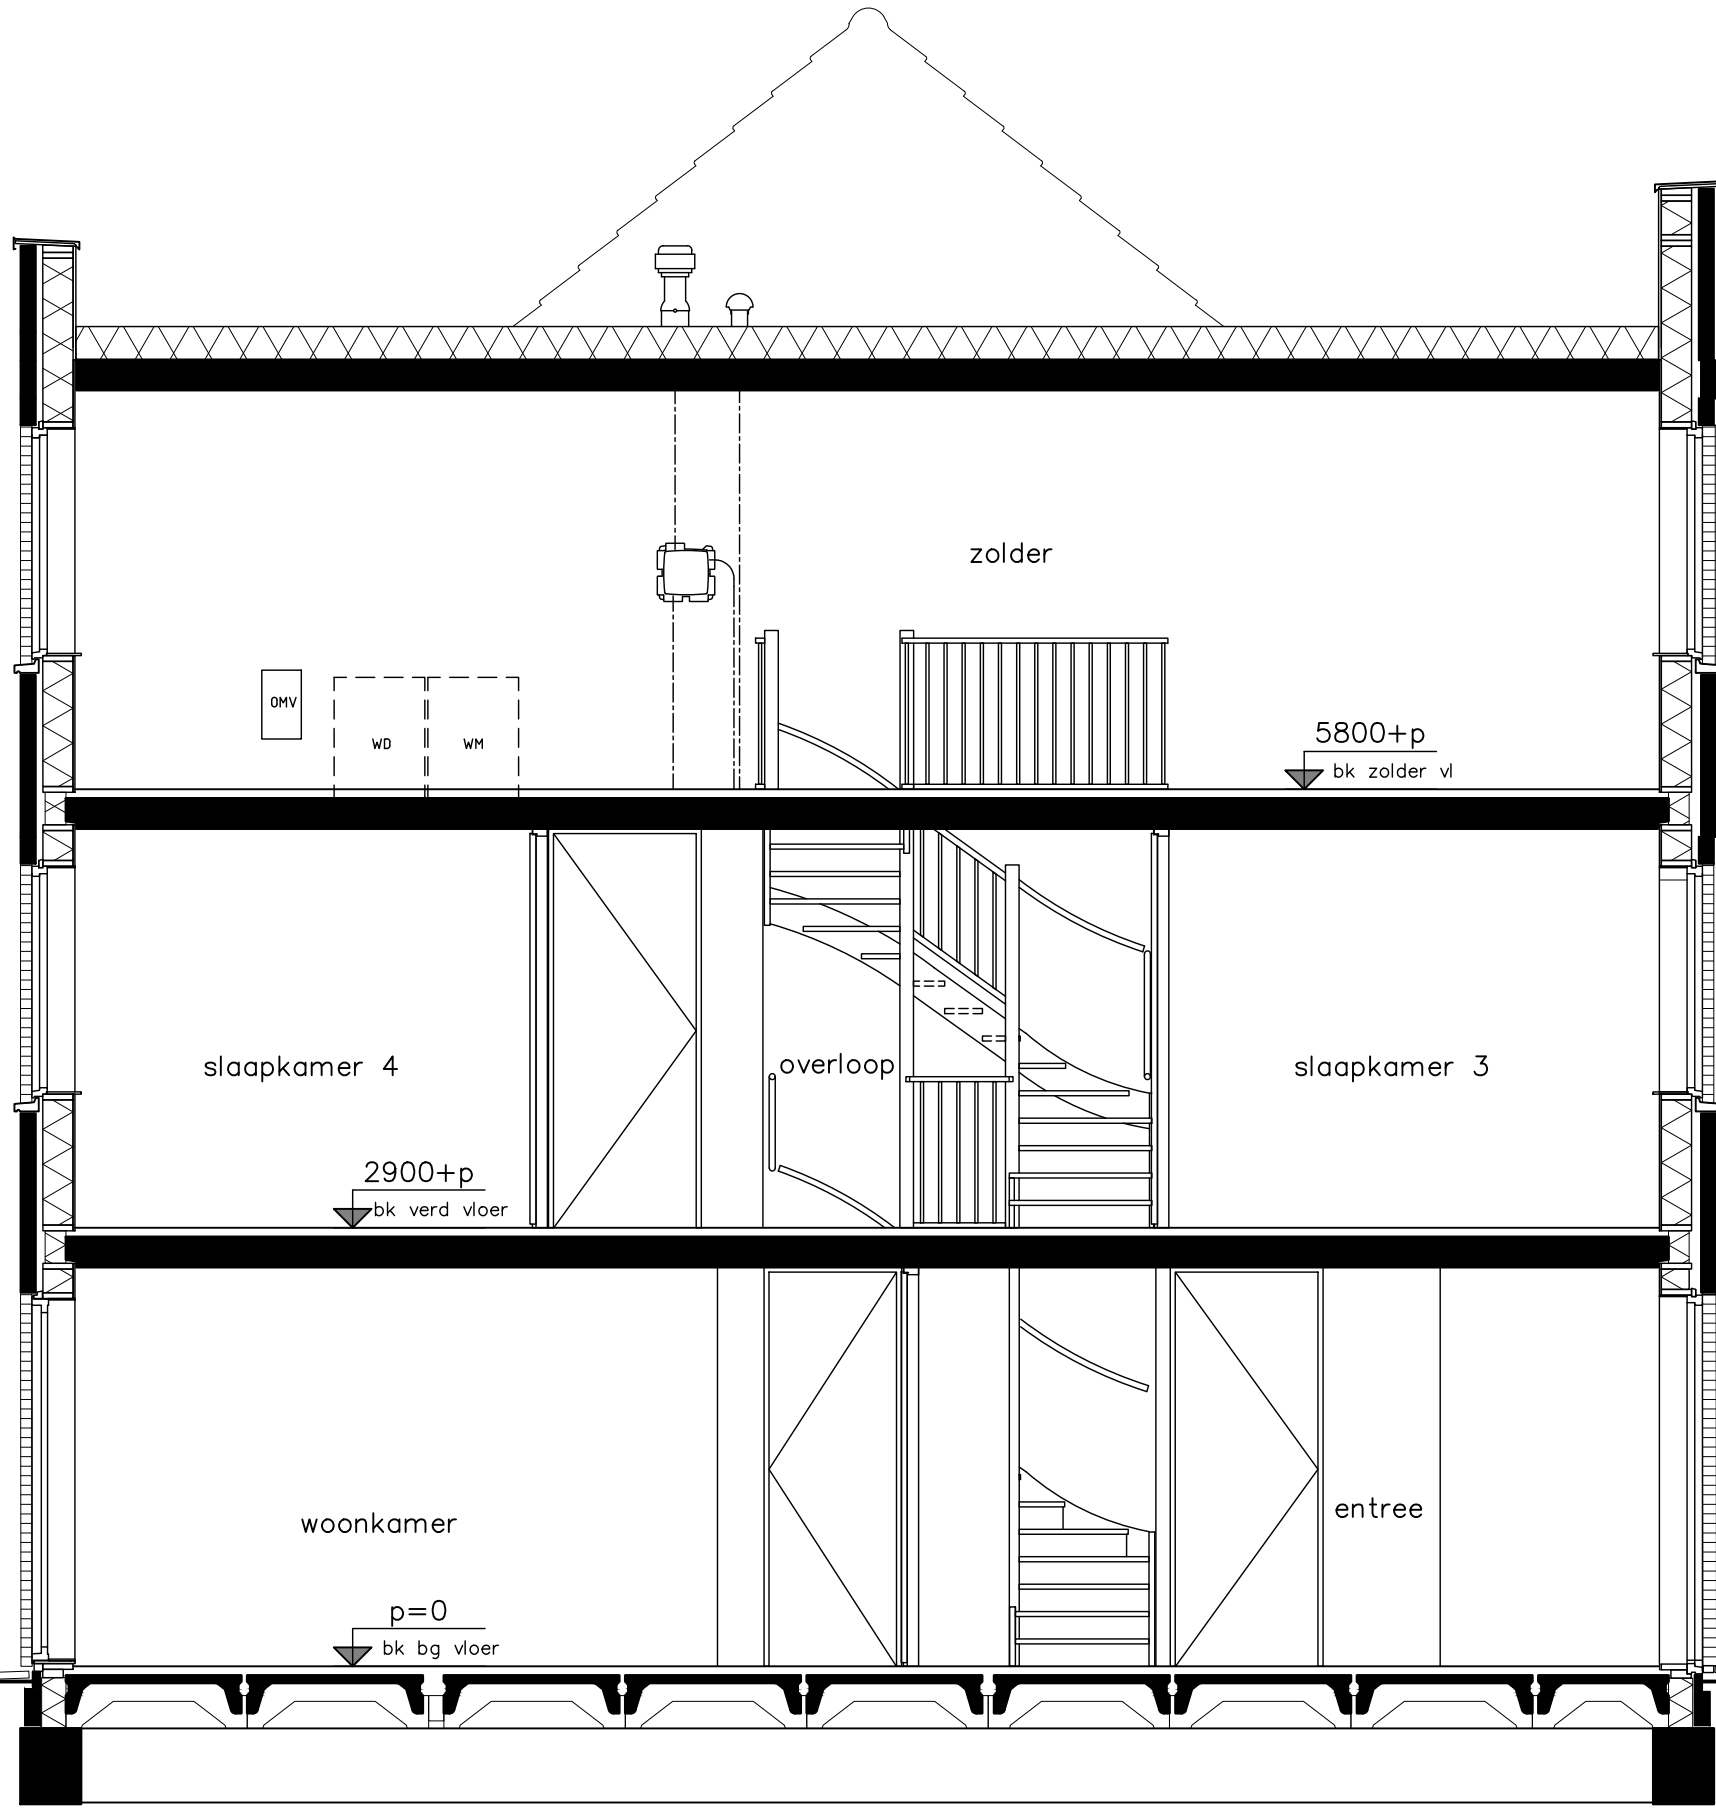 zolder
OMV
WD
WM
5800+p
bk zolder vl
slaapkamer 4
overloop
slaapkamer 3
2900+p
bk verd vloer
woonkamer
entree
p=0
bk bg vloer